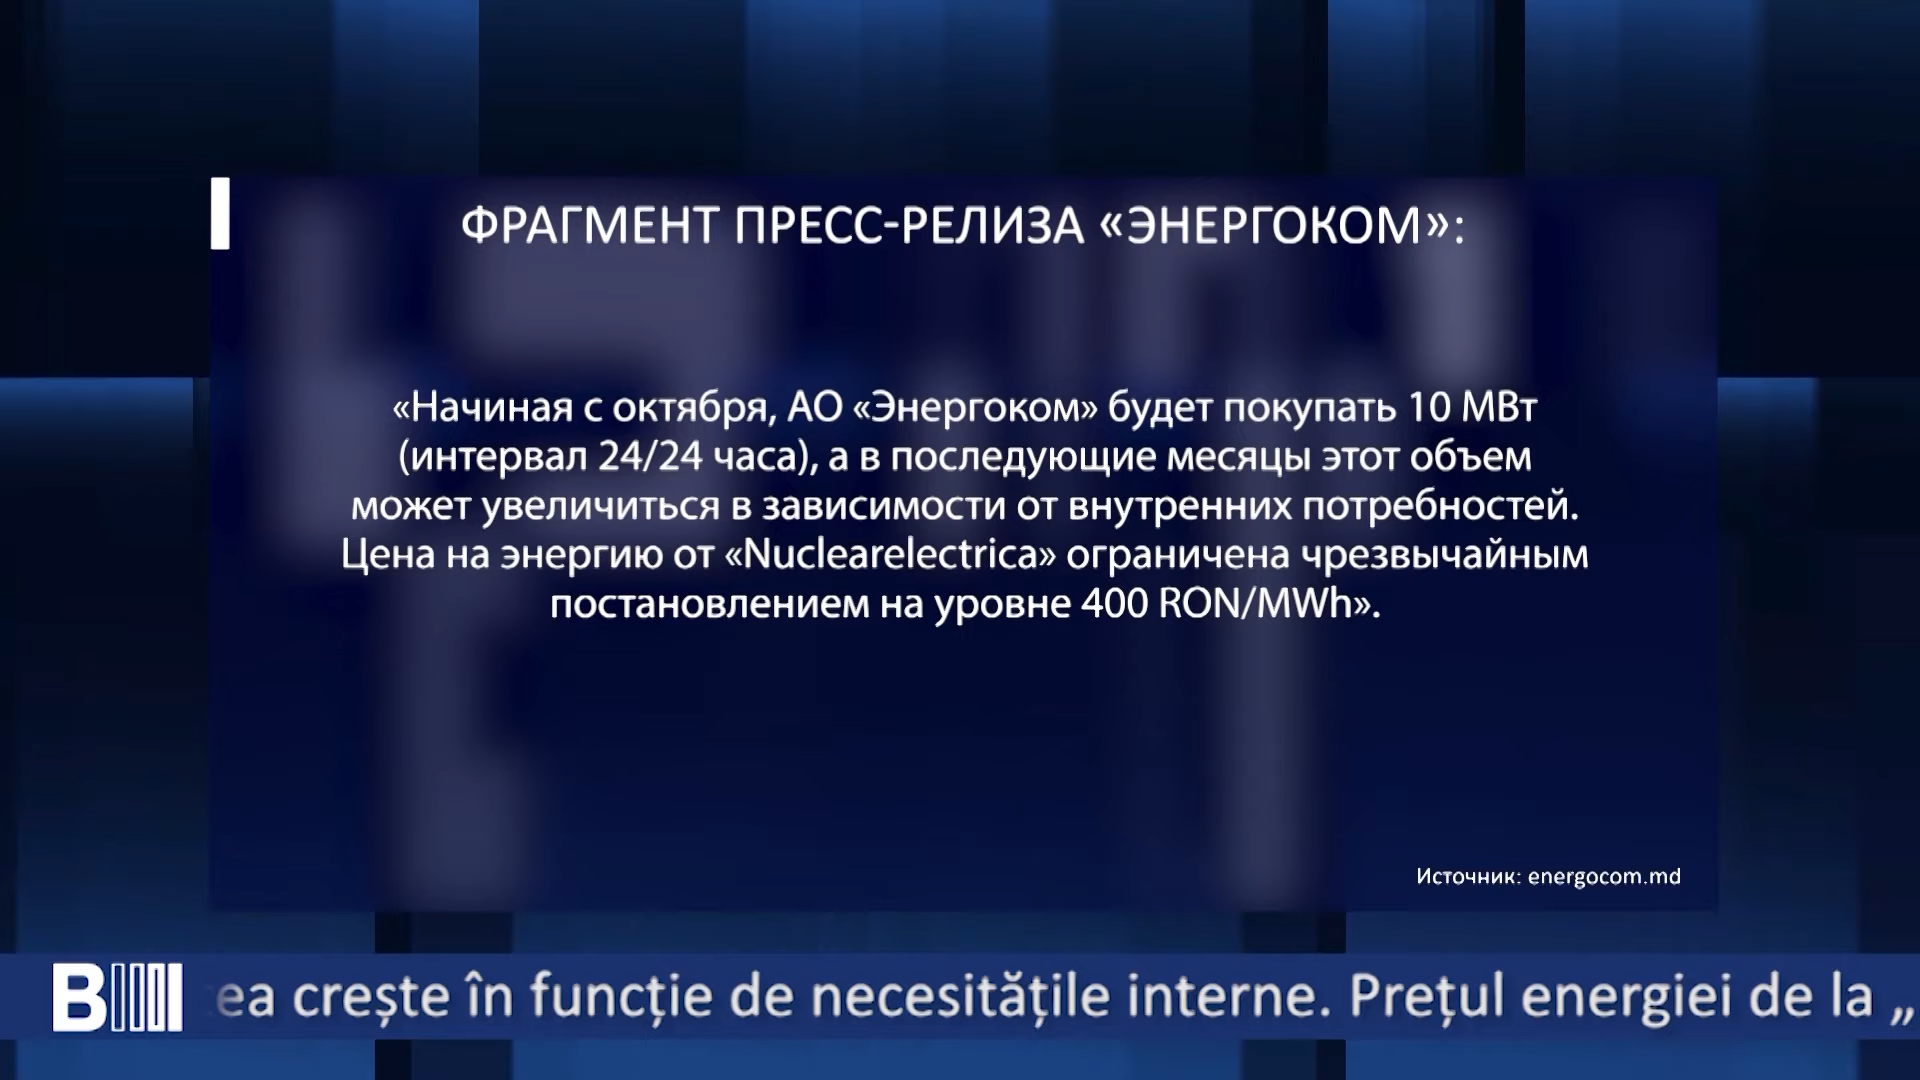 ФРАГМЕНТ ПРЕСС-РЕЛИЗА «ЭНЕРГОКОМ»:
«Начиная с октября, АО «Энергоком» будет покупать 10 МВт
(интервал 24/24 часа), а в последующие месяцы этот объем
может увеличиться в зависимости от внутренних потребностей.
Цена на энергию от «Nuclearelectrica» ограничена чрезвычайным
постановлением на уровне 400 RON/MWh».
Источник: energocom.md
B
crește în funcție de necesitățile interne. Prețul energiei de la „